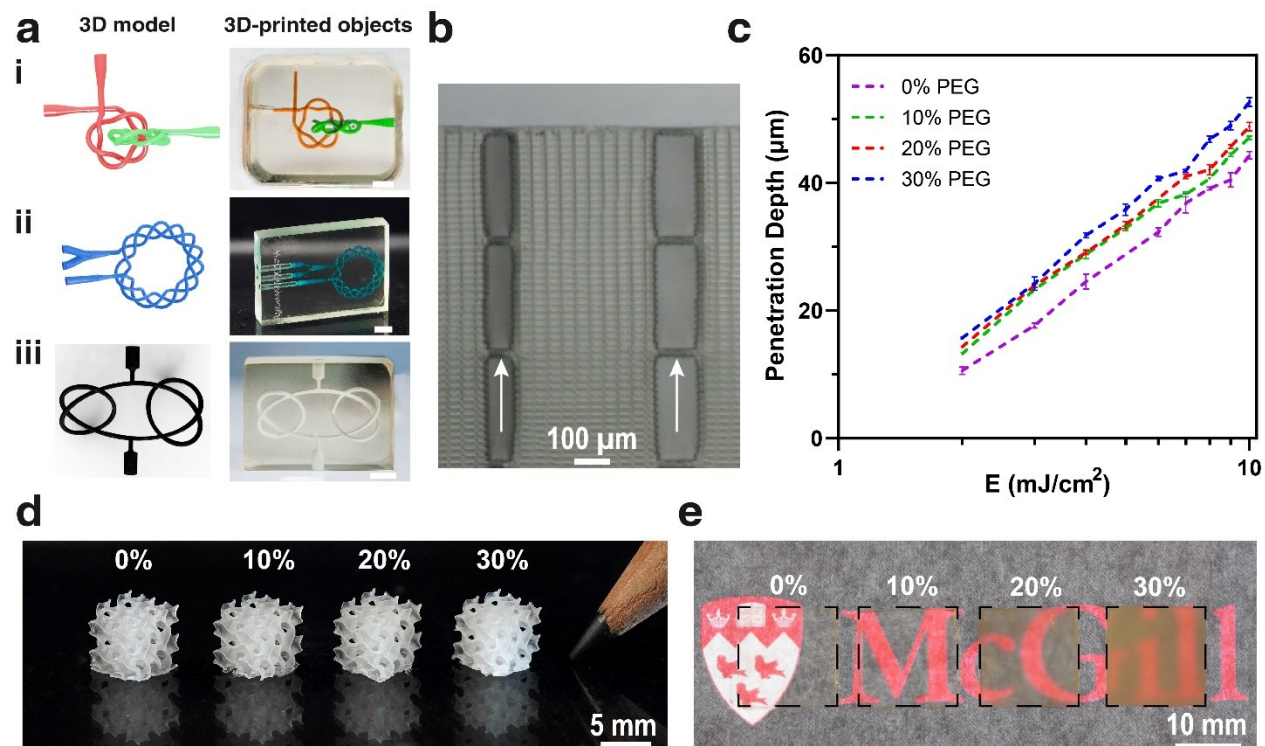 a
3D model
3D-printed objects
i
ii
iii
b
100 µm
c
Penetration Depth (µm)
60
40
20
0
0% PEG
10% PEG
20% PEG
30% PEG
1
10
E (mJ/cm²)
d
0%
10%
20%
30%
5 mm
e
0%
10%
20%
30%
McGill
10 mm